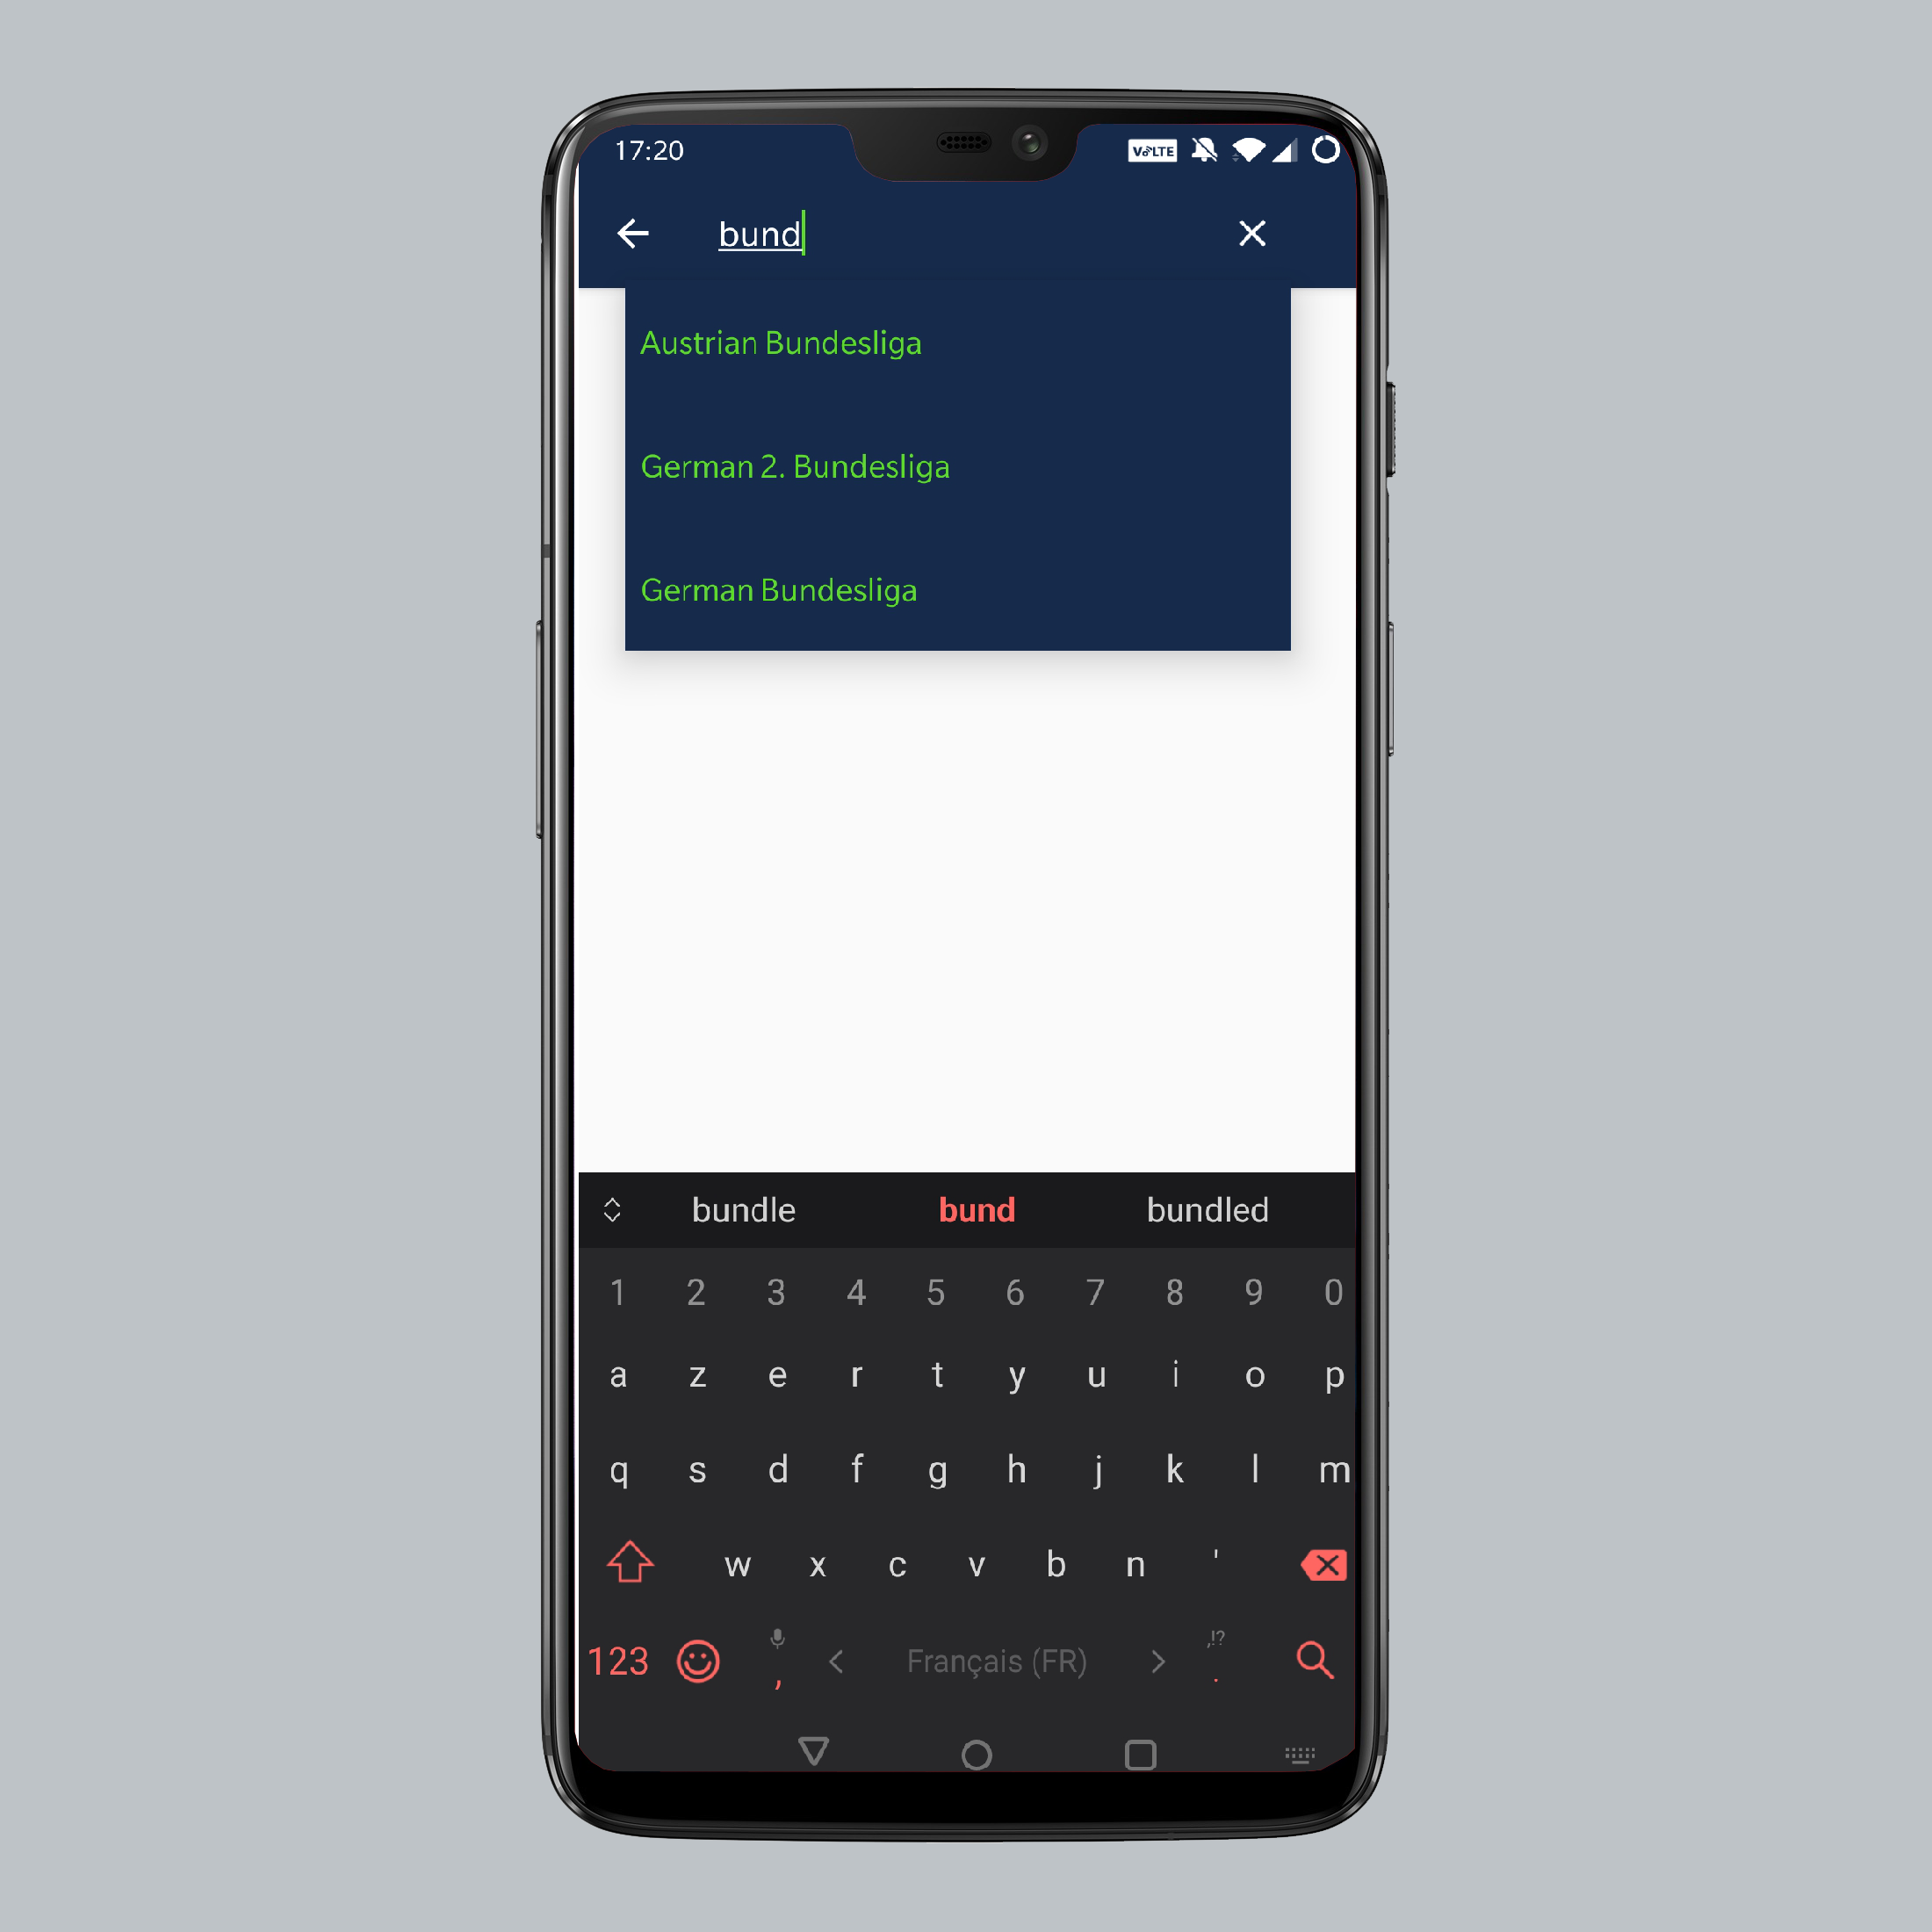 17:20 VoLTE
bund
Austrian Bundesliga
German 2. Bundesliga
German Bundesliga
bundle bund bundled
1 2 3 4 5 6 7 8 9 0
a z e r t y u i o p
q s d f g h j k l m
w x c v b n '
123 , Français (FR) ,!? .